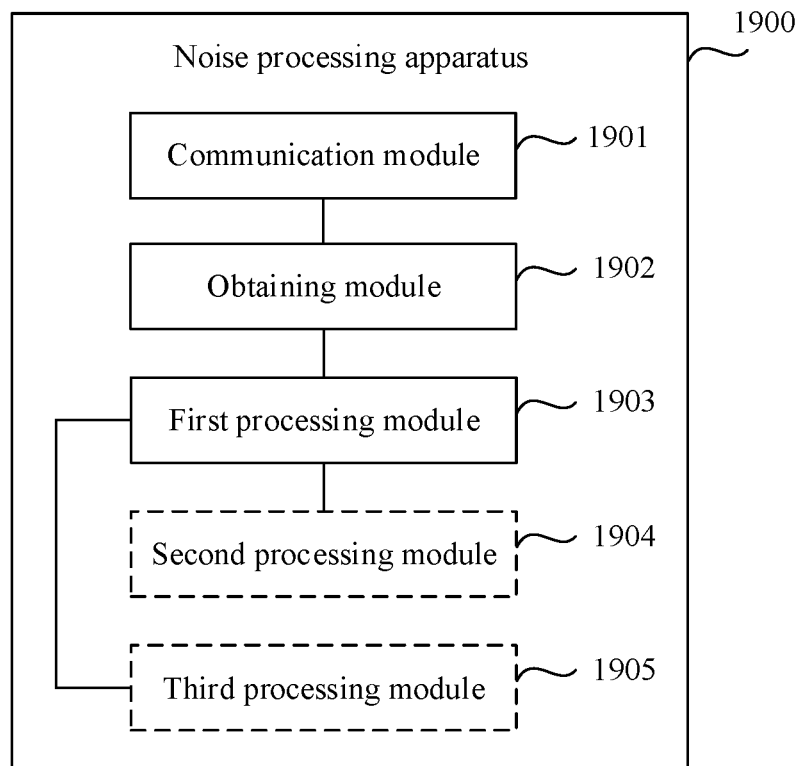 1900
Noise processing apparatus
Communication module
1901
Obtaining module
1902
First processing module
1903
Second processing module
1904
Third processing module
1905